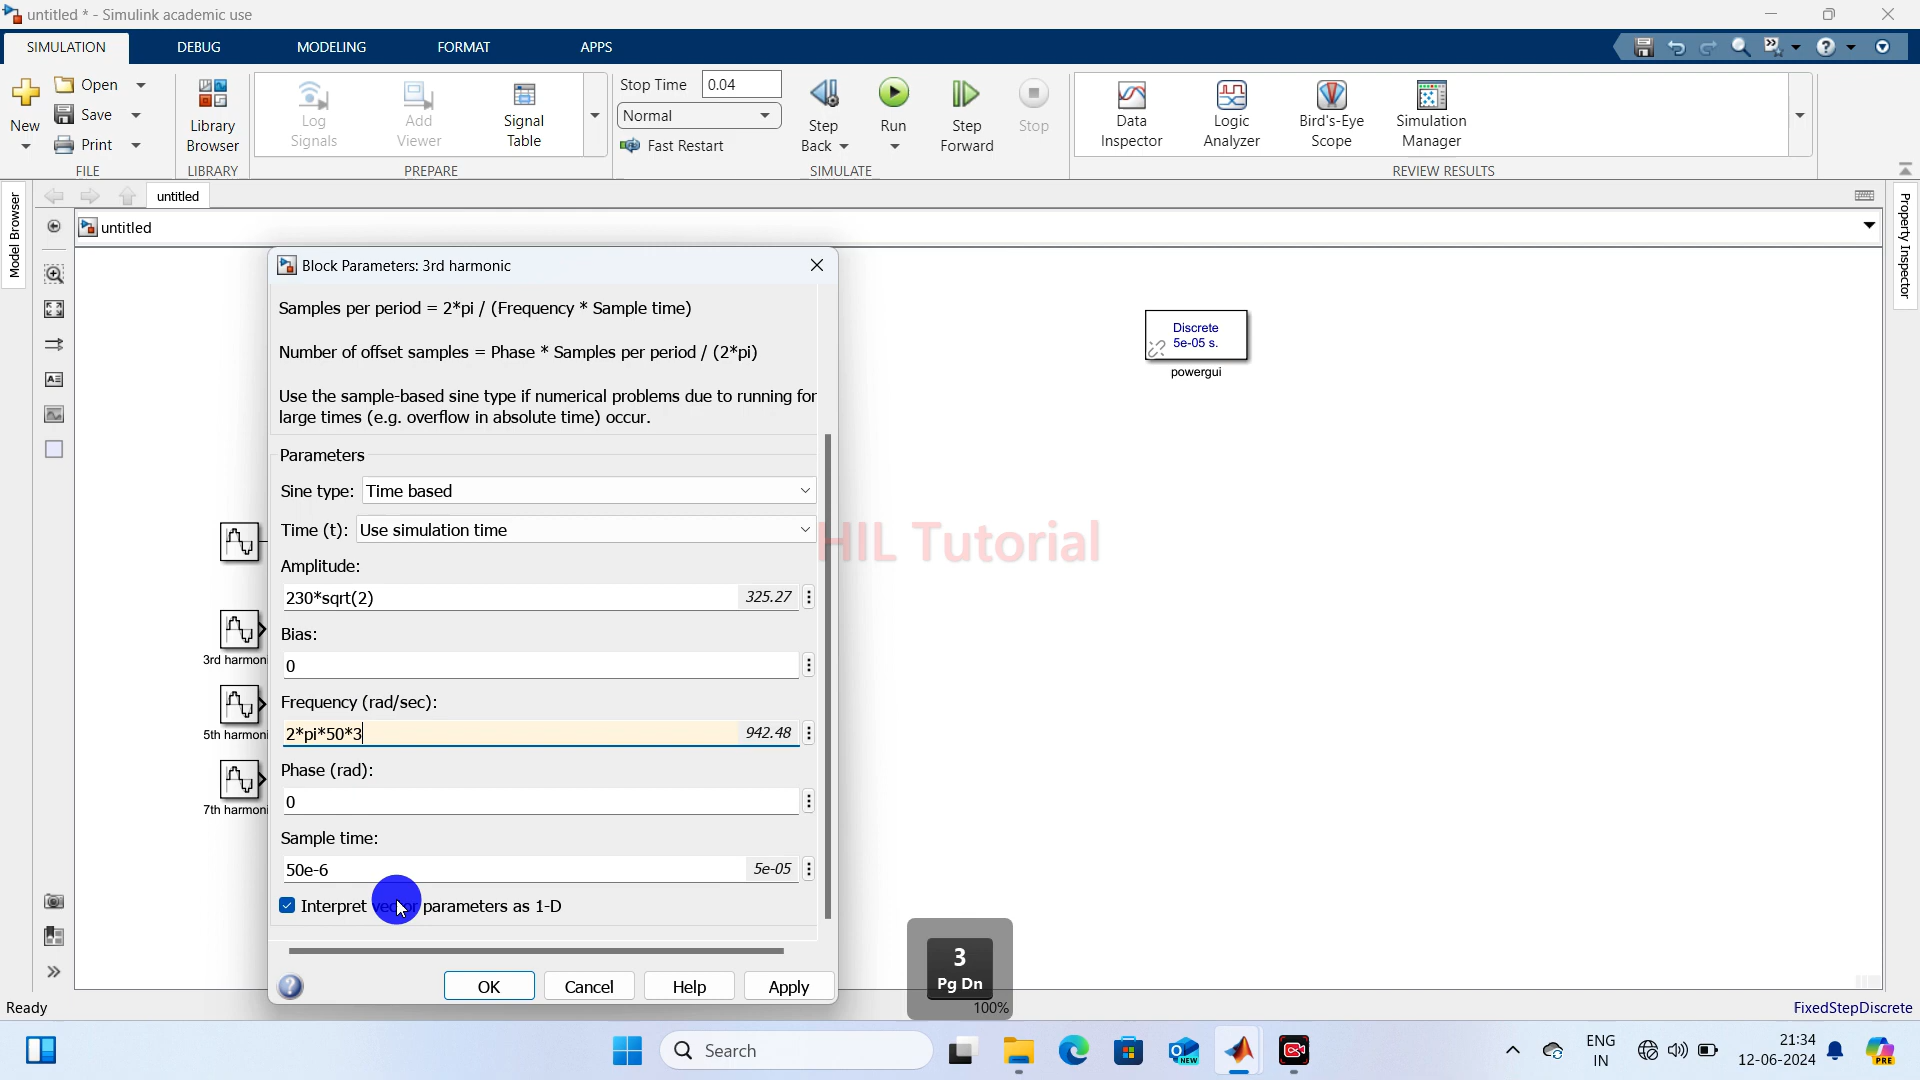 untitled * - Simulink academic use
SIMULATION DEBUG MODELING FORMAT APPS
New
Open
Save
Print
FILE
Library
Browser
LIBRARY
Log
Signals
Add
Viewer
Signal
Table
PREPARE
Stop Time 0.04
Normal
Fast Restart
Step
Back
Run
Step
Forward
Stop
SIMULATE
Data
Inspector
Logic
Analyzer
Bird's-Eye
Scope
Simulation
Manager
REVIEW RESULTS
Model Browser
untitled
untitled
Property Inspector
Block Parameters: 3rd harmonic
Samples per period = 2*pi / (Frequency * Sample time)
Number of offset samples = Phase * Samples per period / (2*pi)
Use the sample-based sine type if numerical problems due to running for
large times (e.g. overflow in absolute time) occur.
Parameters
Sine type: Time based
Time (t): Use simulation time
Amplitude:
230*sqrt(2) 325.27
Bias:
0
Frequency (rad/sec):
2*pi*50*3 942.48
Phase (rad):
0
Sample time:
50e-6 5e-05
Interpret vector parameters as 1-D
OK Cancel Help Apply
3rd harmoni
5th harmoni
7th harmoni
Discrete
5e-05 s.
powergui
HIL Tutorial
3
Pg Dn
Ready
100%
FixedStepDiscrete
Search
NEW
ENG
IN
21:34
12-06-2024
PRE